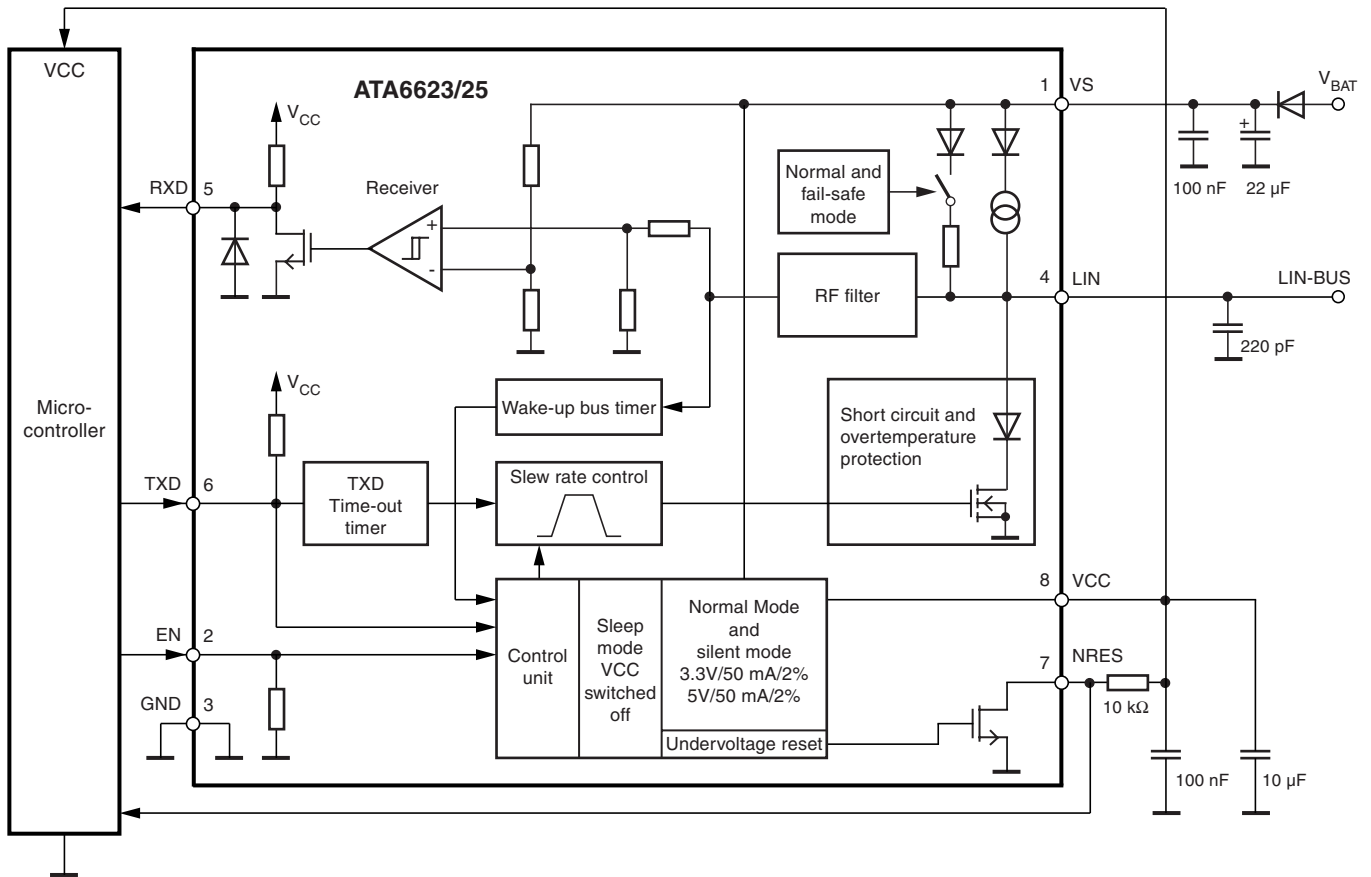 VCC
ATA6623/25
1
VS
V_BAT
V_CC
+
RXD
5
Receiver
Normal and
fail-safe
mode
100 nF
22 µF
+
-
4
LIN
LIN-BUS
RF filter
220 pF
V_CC
Micro-
controller
Wake-up bus timer
Short circuit and
overtemperature
protection
TXD
6
TXD
Time-out
timer
Slew rate control
8
VCC
EN
2
Control
unit
Sleep
mode
VCC
switched
off
Normal Mode
and
silent mode
3.3V/50 mA/2%
5V/50 mA/2%
7
NRES
GND
3
10 kΩ
Undervoltage reset
100 nF
10 µF